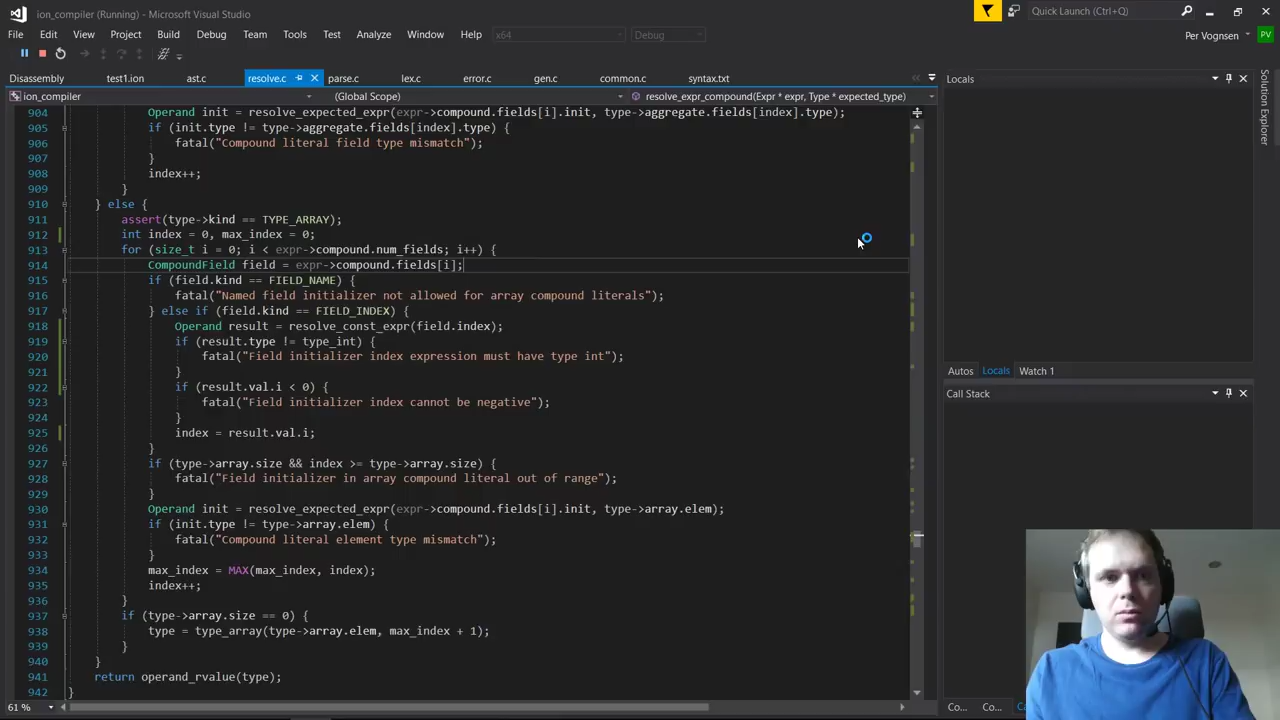 ion_compiler (Running) - Microsoft Visual Studio
Quick Launch (Ctrl+Q)
File Edit View Project Build Debug Team Tools Test Analyze Window Help x64 Debug
Per Vognsen PV
Disassembly test1.ion ast.c resolve.c parse.c lex.c error.c gen.c common.c syntax.txt
ion_compiler (Global Scope) resolve_expr_compound(Expr * expr, Type * expected_type)
904 Operand init = resolve_expected_expr(expr->compound.fields[i].init, type->aggregate.fields[index].type);
905 if (init.type != type->aggregate.fields[index].type) {
906 fatal("Compound literal field type mismatch");
907 }
908 index++;
909 }
910 } else {
911 assert(type->kind == TYPE_ARRAY);
912 int index = 0, max_index = 0;
913 for (size_t i = 0; i < expr->compound.num_fields; i++) {
914 CompoundField field = expr->compound.fields[i];
915 if (field.kind == FIELD_NAME) {
916 fatal("Named field initializer not allowed for array compound literals");
917 } else if (field.kind == FIELD_INDEX) {
918 Operand result = resolve_const_expr(field.index);
919 if (result.type != type_int) {
920 fatal("Field initializer index expression must have type int");
921 }
922 if (result.val.i < 0) {
923 fatal("Field initializer index cannot be negative");
924 }
925 index = result.val.i;
926 }
927 if (type->array.size && index >= type->array.size) {
928 fatal("Field initializer in array compound literal out of range");
929 }
930 Operand init = resolve_expected_expr(expr->compound.fields[i].init, type->array.elem);
931 if (init.type != type->array.elem) {
932 fatal("Compound literal element type mismatch");
933 }
934 max_index = MAX(max_index, index);
935 index++;
936 }
937 if (type->array.size == 0) {
938 type = type_array(type->array.elem, max_index + 1);
939 }
940 }
941 return operand_rvalue(type);
942 }
61 %
Locals
Autos Locals Watch 1
Call Stack
Co... Co...
Solution Explorer